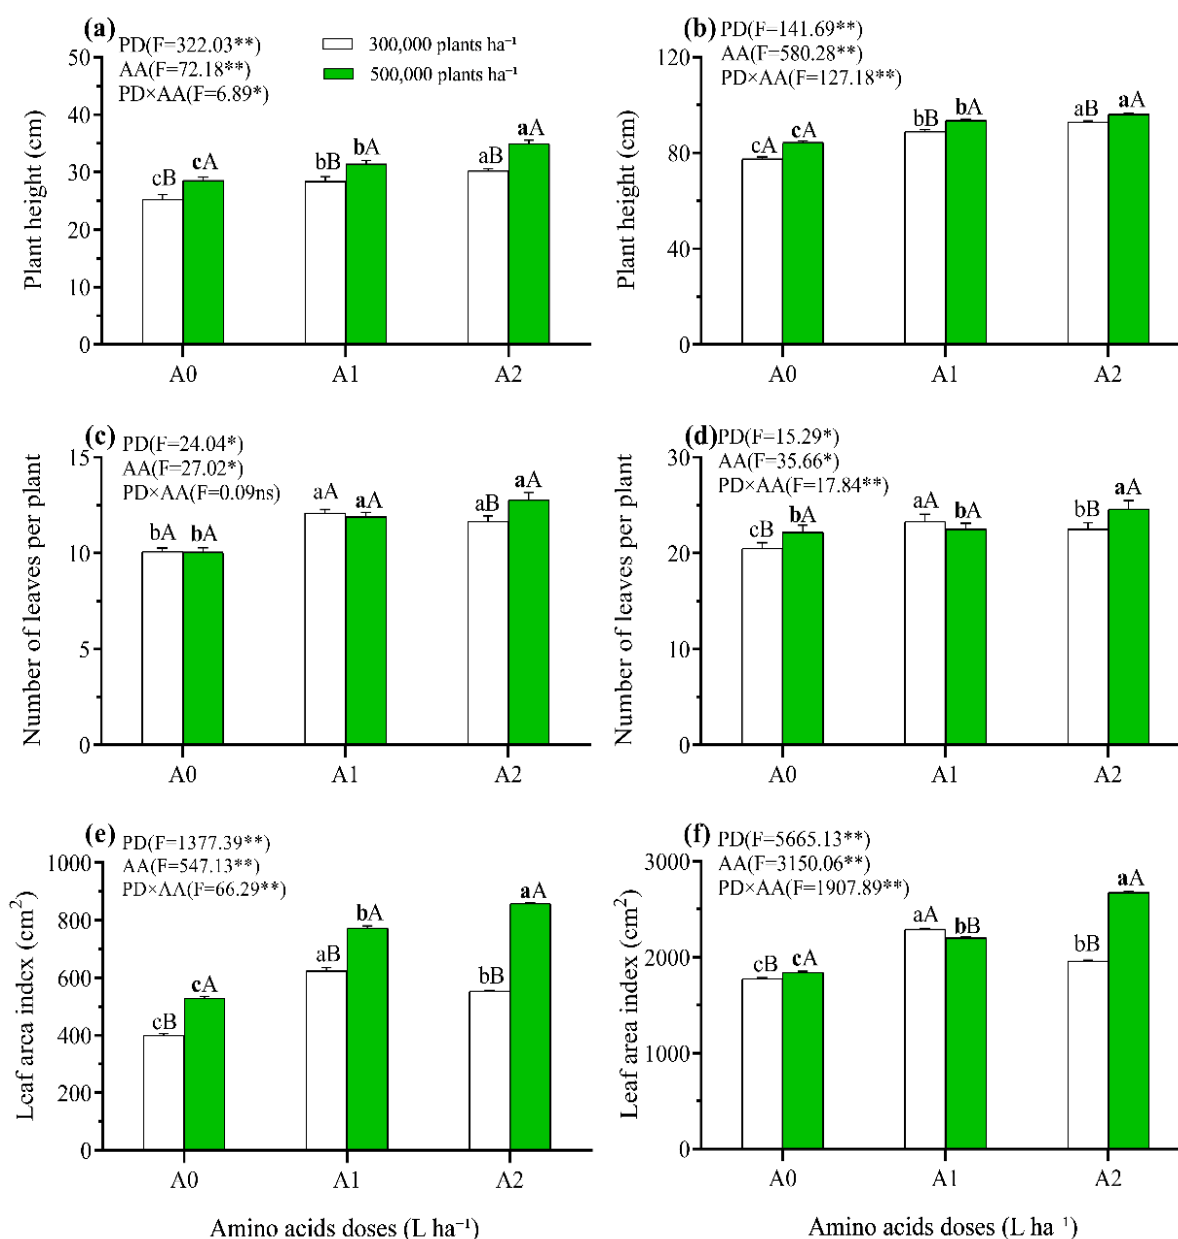 (a)
PD(F=322.03**)
AA(F=72.18**)
PD×AA(F=6.89*)
300,000 plants ha⁻¹
500,000 plants ha⁻¹
Plant height (cm)
50
40
30
20
10
0
cB cA bB bA aB aA
A0 A1 A2
(b)
PD(F=141.69**)
AA(F=580.28**)
PD×AA(F=127.18**)
Plant height (cm)
120
80
40
0
cA cA bB bA aB aA
A0 A1 A2
(c)
PD(F=24.04*)
AA(F=27.02*)
PD×AA(F=0.09ns)
Number of leaves per plant
15
10
5
0
bA bA aA aA aB aA
A0 A1 A2
(d)
PD(F=15.29*)
AA(F=35.66*)
PD×AA(F=17.84**)
Number of leaves per plant
30
20
10
0
cB bA aA bA bB aA
A0 A1 A2
(e)
PD(F=1377.39**)
AA(F=547.13**)
PD×AA(F=66.29**)
Leaf area index (cm²)
1000
800
600
400
200
0
cB cA aB bA bB aA
A0 A1 A2
Amino acids doses (L ha⁻¹)
(f)
PD(F=5665.13**)
AA(F=3150.06**)
PD×AA(F=1907.89**)
Leaf area index (cm²)
3000
2000
1000
0
cB cA aA bB bB aA
A0 A1 A2
Amino acids doses (L ha⁻¹)